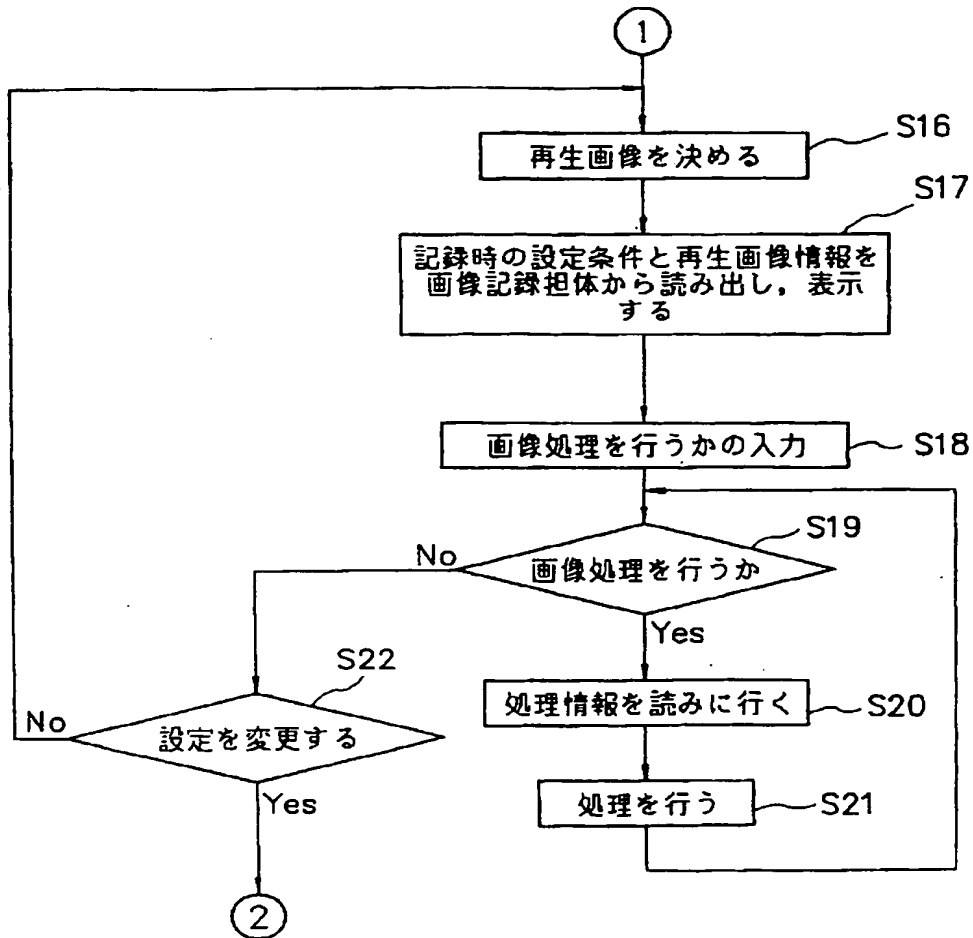 1
S16
再生画像を決める
S17
記録時の設定条件と再生画像情報を
画像記録担体から読み出し，表示
する
画像処理を行うかの入力
S18
S19
No
画像処理を行うか
Yes
S22
処理情報を読みに行く
S20
No
設定を変更する
Yes
処理を行う
S21
2